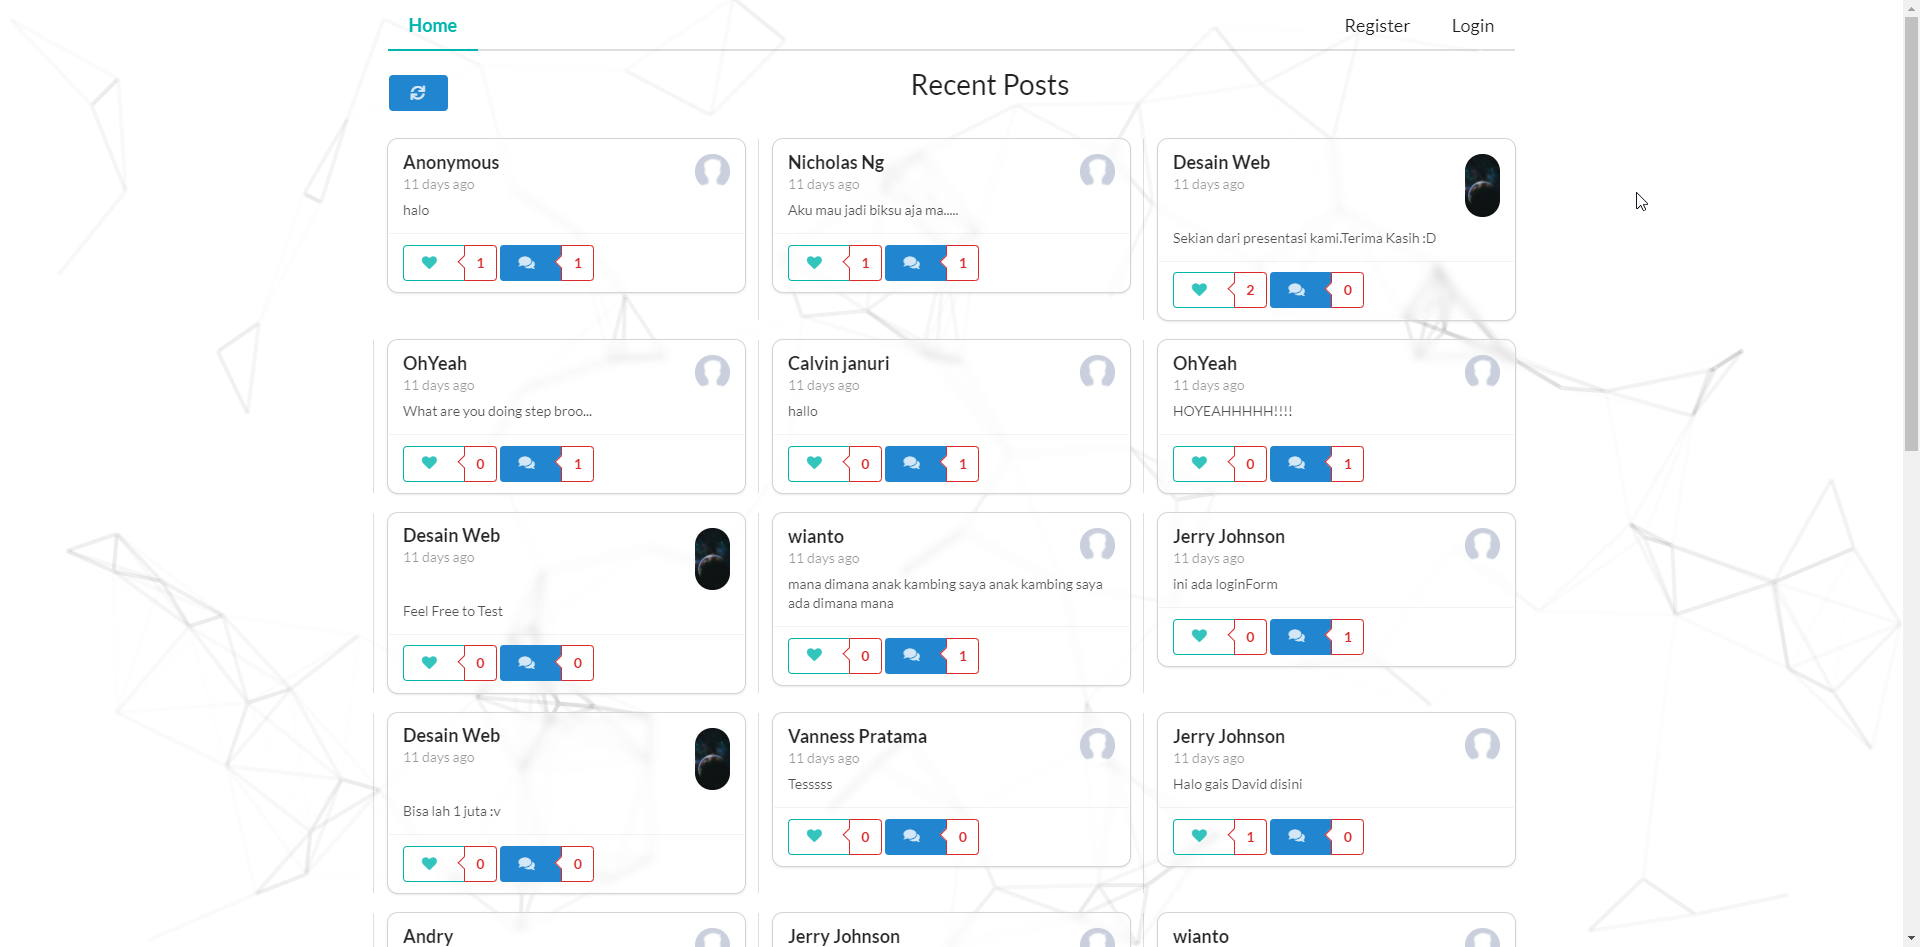 Home
Register
Login
Recent Posts
Anonymous
11 days ago
halo
1
1
Nicholas Ng
11 days ago
Aku mau jadi biksu aja ma.....
1
1
Desain Web
11 days ago
Sekian dari presentasi kami.Terima Kasih :D
2
0
OhYeah
11 days ago
What are you doing step broo...
0
1
Calvin januri
11 days ago
hallo
0
1
OhYeah
11 days ago
HOYEAHHHHH!!!!
0
1
Desain Web
11 days ago
Feel Free to Test
0
0
wianto
11 days ago
mana dimana anak kambing saya anak kambing saya
ada dimana mana
0
1
Jerry Johnson
11 days ago
ini ada loginForm
0
1
Desain Web
11 days ago
Bisa lah 1 juta :v
0
0
Vanness Pratama
11 days ago
Tesssss
0
0
Jerry Johnson
11 days ago
Halo gais David disini
1
0
Andry
Jerry Johnson
wianto